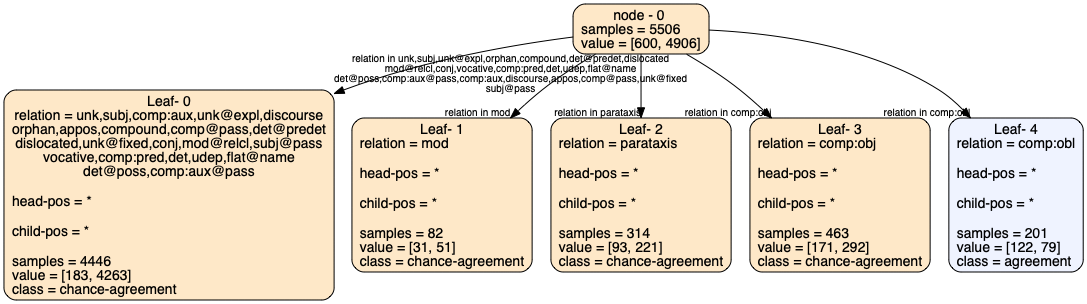 node - 0
samples = 5506
value = [600, 4906]
relation in unk,subj,unk@expl,orphan,compound,det@predet,dislocated
mod@relcl,conj,vocative,comp:pred,det,udep,flat@name
det@poss,comp:aux@pass,comp:aux,discourse,appos,comp@pass,unk@fixed
subj@pass
relation in mod
relation in parataxis
relation in comp:obj
relation in comp:obl
Leaf- 0
relation = unk,subj,comp:aux,unk@expl,discourse
orphan,appos,compound,comp@pass,det@predet
dislocated,unk@fixed,conj,mod@relcl,subj@pass
vocative,comp:pred,det,udep,flat@name
det@poss,comp:aux@pass
head-pos = *
child-pos = *
samples = 4446
value = [183, 4263]
class = chance-agreement
Leaf- 1
relation = mod
head-pos = *
child-pos = *
samples = 82
value = [31, 51]
class = chance-agreement
Leaf- 2
relation = parataxis
head-pos = *
child-pos = *
samples = 314
value = [93, 221]
class = chance-agreement
Leaf- 3
relation = comp:obj
head-pos = *
child-pos = *
samples = 463
value = [171, 292]
class = chance-agreement
Leaf- 4
relation = comp:obl
head-pos = *
child-pos = *
samples = 201
value = [122, 79]
class = agreement